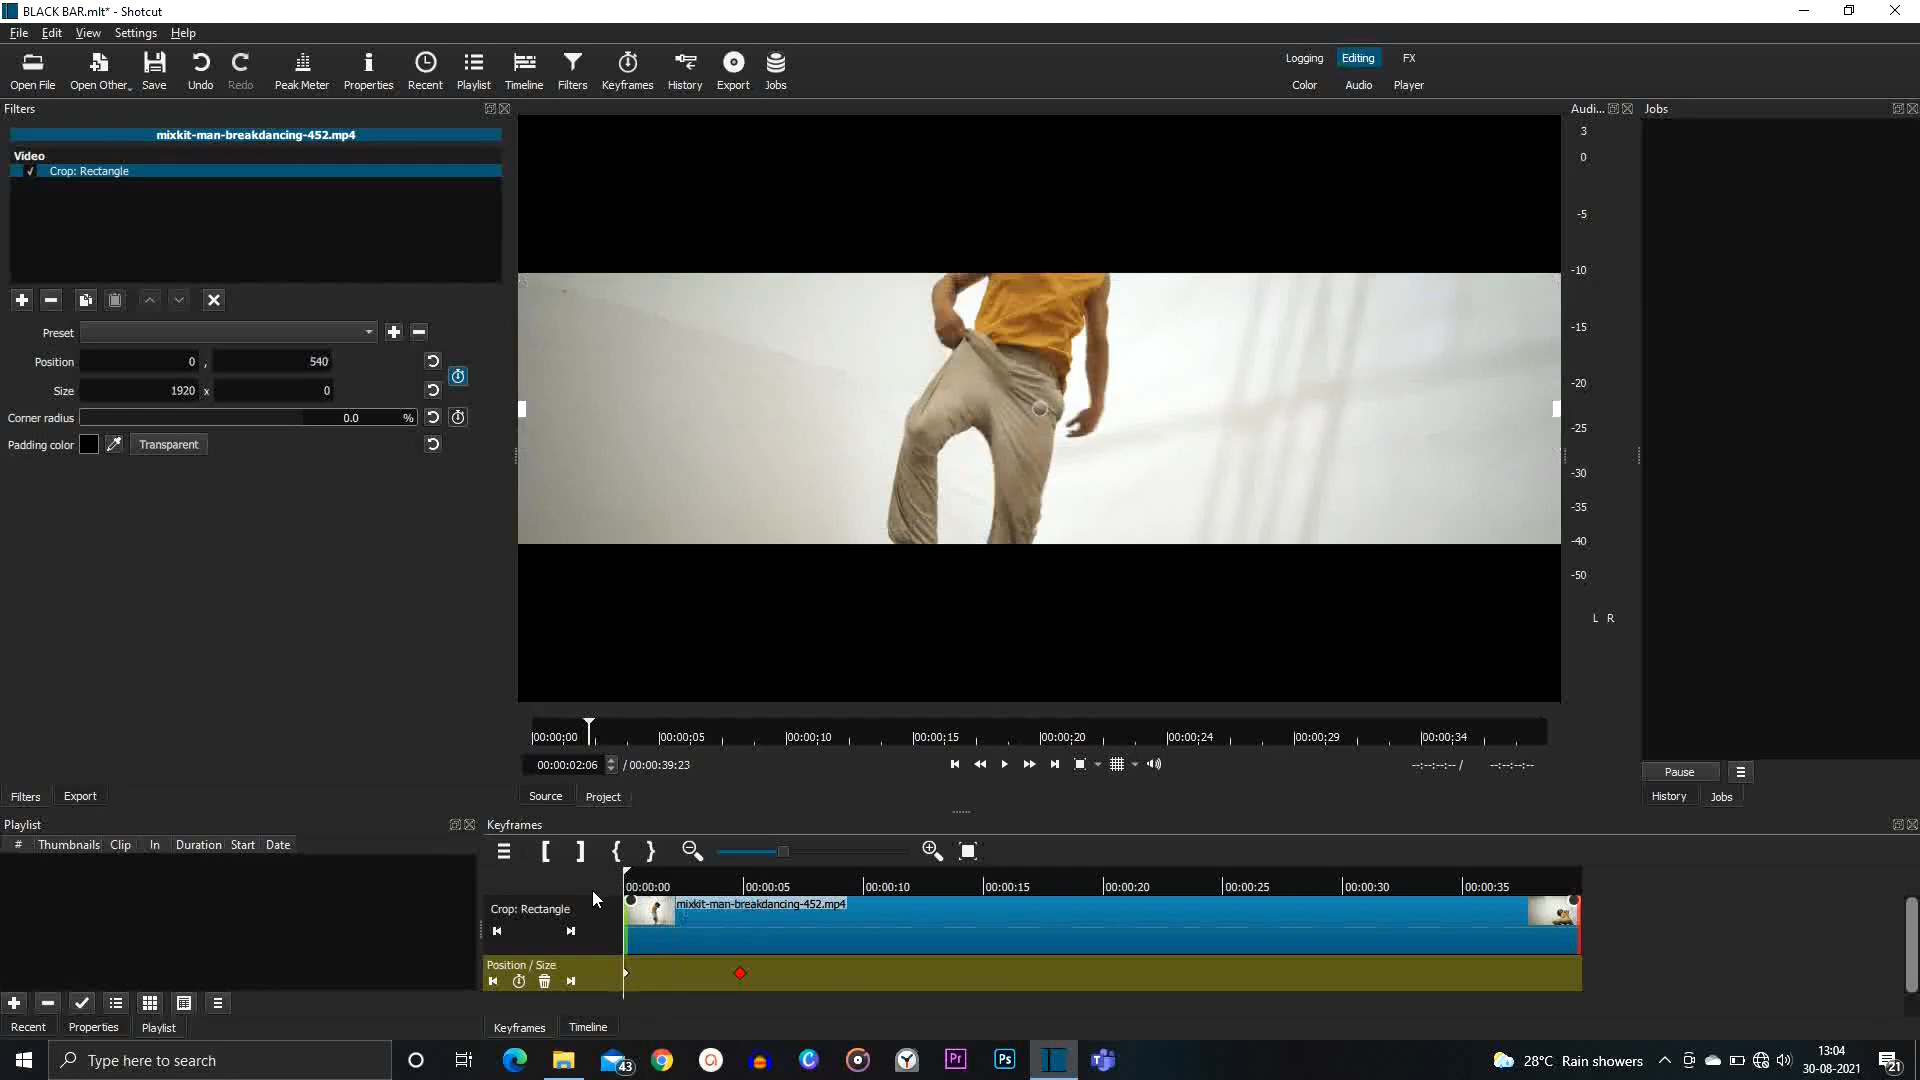 BLACK BAR.mlt* - Shotcut
File Edit View Settings Help
Open File Open Other... Save Undo Redo Peak Meter Properties Recent Playlist Timeline Filters Keyframes History Export Jobs
Logging Editing FX
Color Audio Player
Filters
Audi...
Jobs
mixkit-man-breakdancing-452.mp4
Video
✓ Crop: Rectangle
Preset
Position 0 , 540
Size 1920 x 0
Corner radius 0.0 %
Padding color Transparent
3
0
-5
-10
-15
-20
-25
-30
-35
-40
-50
L R
00:00:00 00:00:05 00:00:10 00:00:15 00:00:20 00:00:24 00:00:29 00:00:34
00:00:02:06 / 00:00:39:23
--:--:--:-- / --:--:--:--
Pause
Filters Export
Source Project
History Jobs
Playlist
# Thumbnails Clip In Duration Start Date
Keyframes
00:00:00 00:00:05 00:00:10 00:00:15 00:00:20 00:00:25 00:00:30 00:00:35
Crop: Rectangle
mixkit-man-breakdancing-452.mp4
Position / Size
Recent Properties Playlist
Keyframes Timeline
Type here to search
43
Pr
Ps
28°C Rain showers
13:04
30-08-2021
21